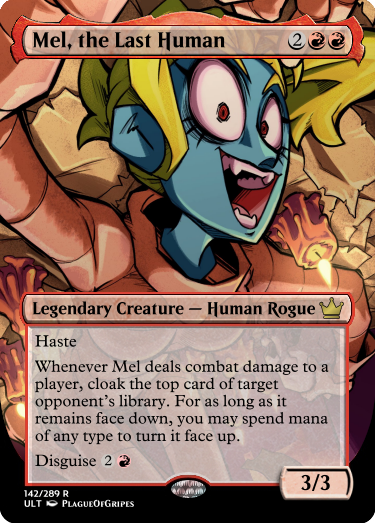 Mel, the Last Human 2
Legendary Creature — Human Rogue
Haste
Whenever Mel deals combat damage to a
player, cloak the top card of target
opponent's library. For as long as it
remains face down, you may spend mana
of any type to turn it face up.
Disguise 2
3/3
142/289 R
ULT PlagueOfGripes